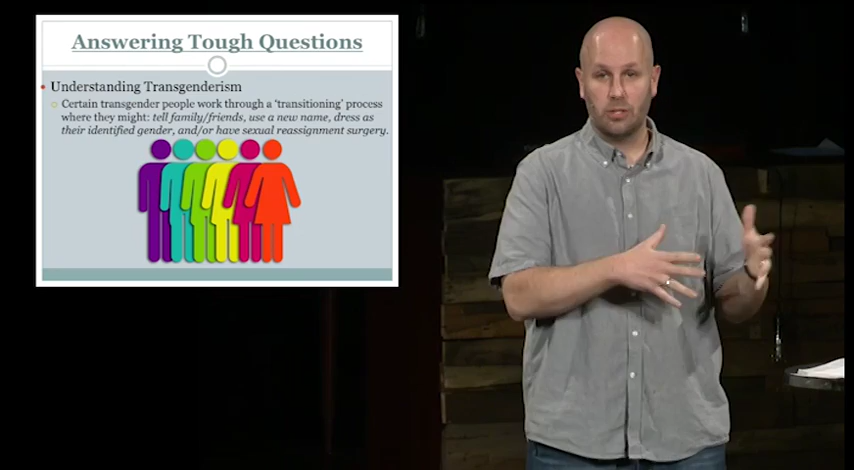 Answering Tough Questions
Understanding Transgenderism
Certain transgender people work through a 'transitioning' process
where they might: tell family/friends, use a new name, dress as
their identified gender, and/or have sexual reassignment surgery.